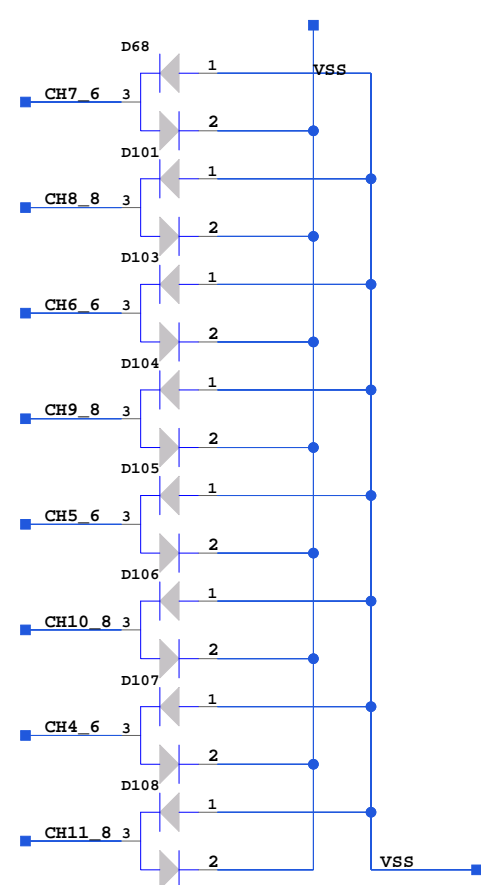 D68
1 VSS
CH7_6 3
2
D101
1
CH8_8 3
2
D103
1
CH6_6 3
2
D104
1
CH9_8 3
2
D105
1
CH5_6 3
2
D106
1
CH10_8 3
2
D107
1
CH4_6 3
2
D108
1
CH11_8 3
2 VSS